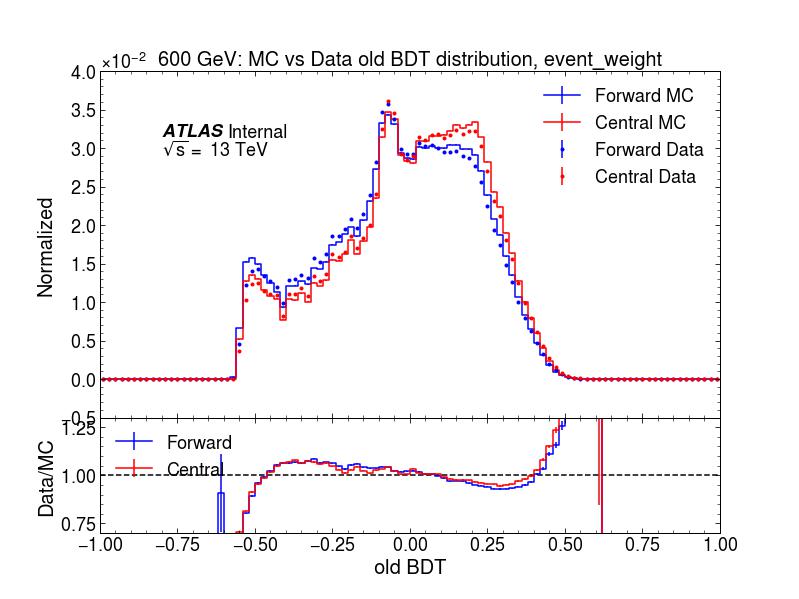 ×10⁻² 600 GeV: MC vs Data old BDT distribution, event_weight
4.0
3.5
3.0
2.5
2.0
1.5
1.0
0.5
0.0
−0.5
Normalized
ATLAS Internal
√s = 13 TeV
Forward MC
Central MC
Forward Data
Central Data
1.25
1.00
0.75
Data/MC
Forward
Central
−1.00 −0.75 −0.50 −0.25 0.00 0.25 0.50 0.75 1.00
old BDT